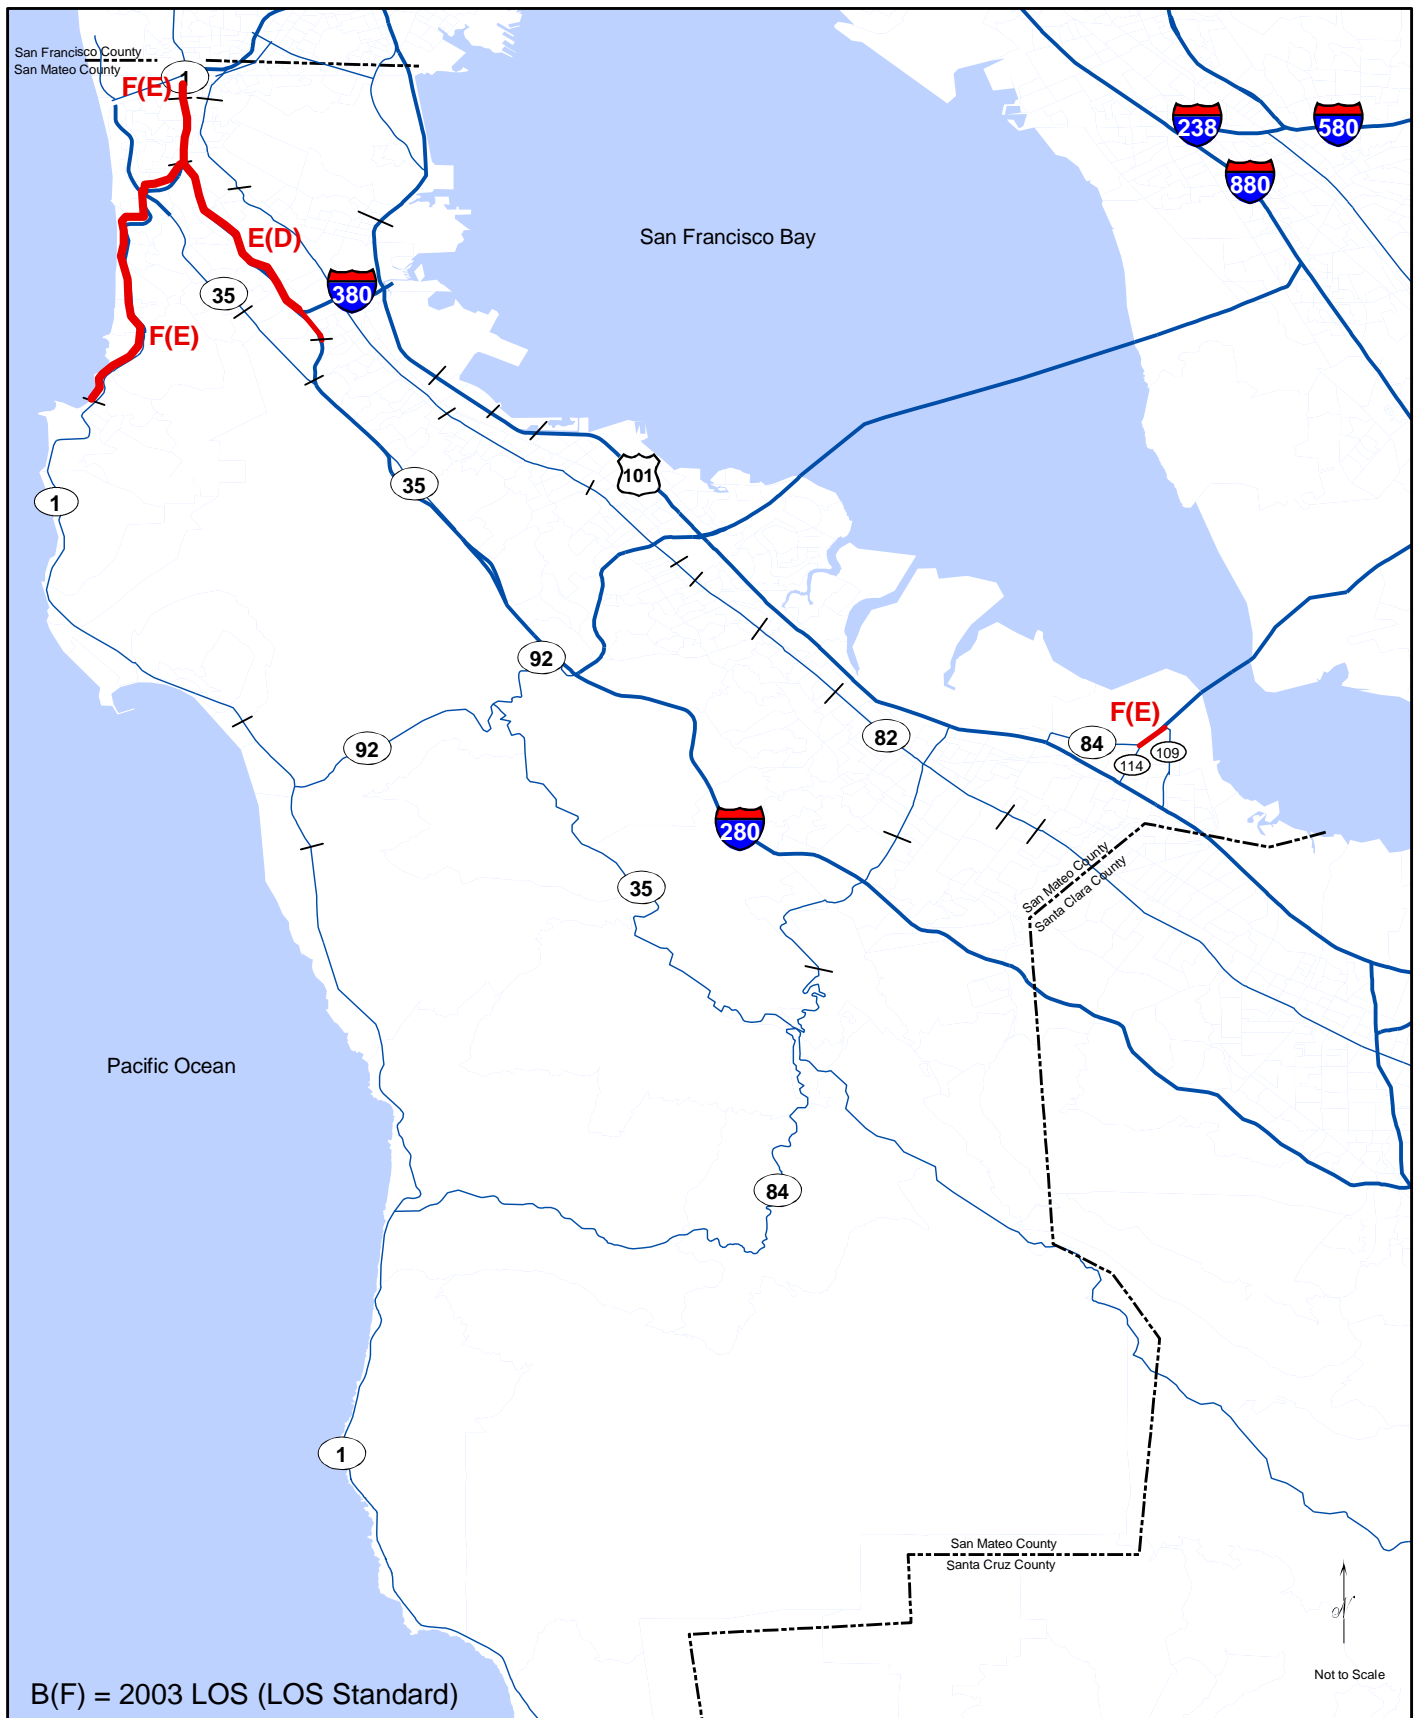 San Francisco County
San Mateo County
1
F(E)
238
580
880
San Francisco Bay
E(D)
380
35
F(E)
101
35
1
92
F(E)
92
82
84
109
114
280
San Mateo County
Santa Clara County
35
Pacific Ocean
84
1
San Mateo County
Santa Cruz County
N
Not to Scale
B(F) = 2003 LOS (LOS Standard)